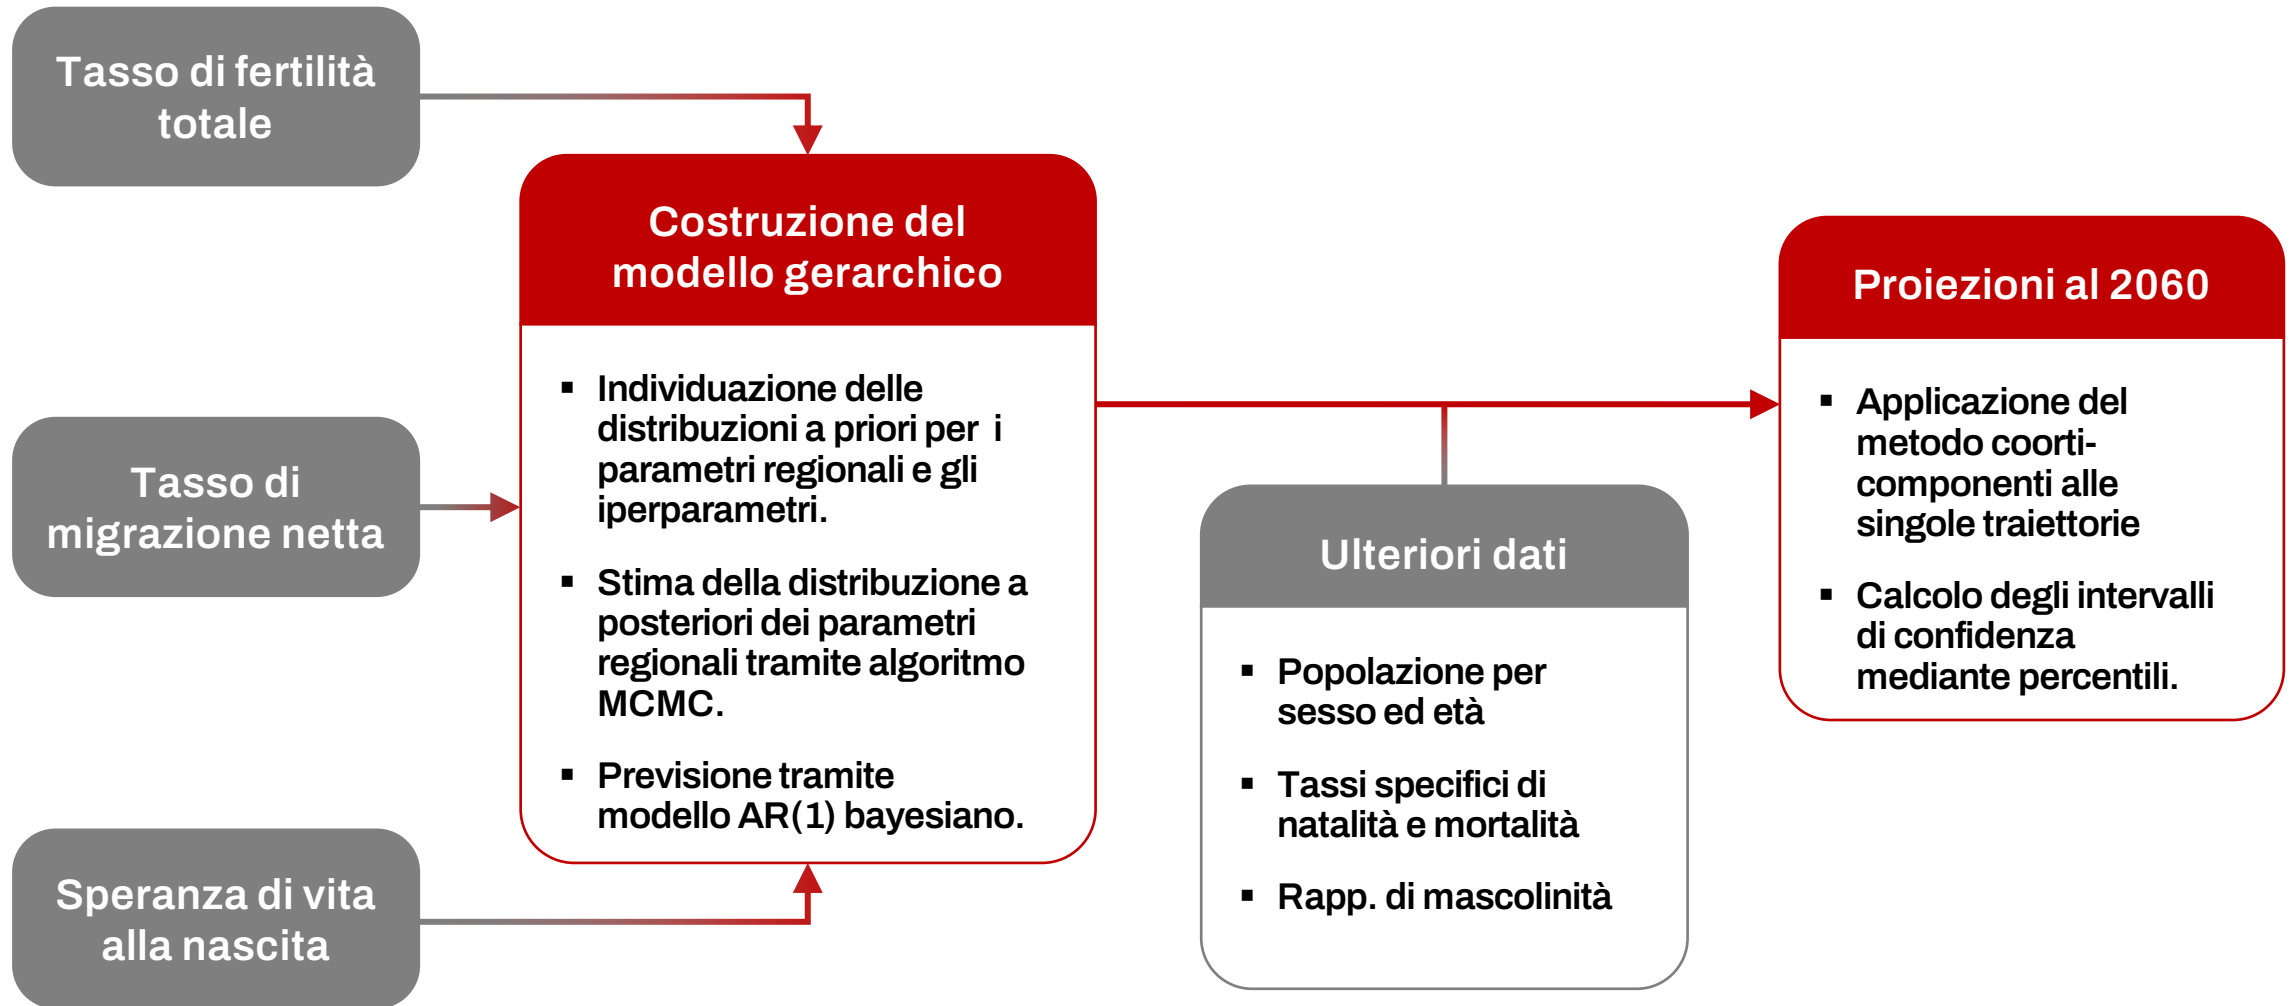 Tasso di fertilità
totale
Tasso di
migrazione netta
Speranza di vita
alla nascita
Costruzione del
modello gerarchico
▪ Individuazione delle
distribuzioni a priori per i
parametri regionali e gli
iperparametri.
▪ Stima della distribuzione a
posteriori dei parametri
regionali tramite algoritmo
MCMC.
▪ Previsione tramite
modello AR(1) bayesiano.
Ulteriori dati
▪ Popolazione per
sesso ed età
▪ Tassi specifici di
natalità e mortalità
▪ Rapp. di mascolinità
Proiezioni al 2060
▪ Applicazione del
metodo coorti-
componenti alle
singole traiettorie
▪ Calcolo degli intervalli
di confidenza
mediante percentili.